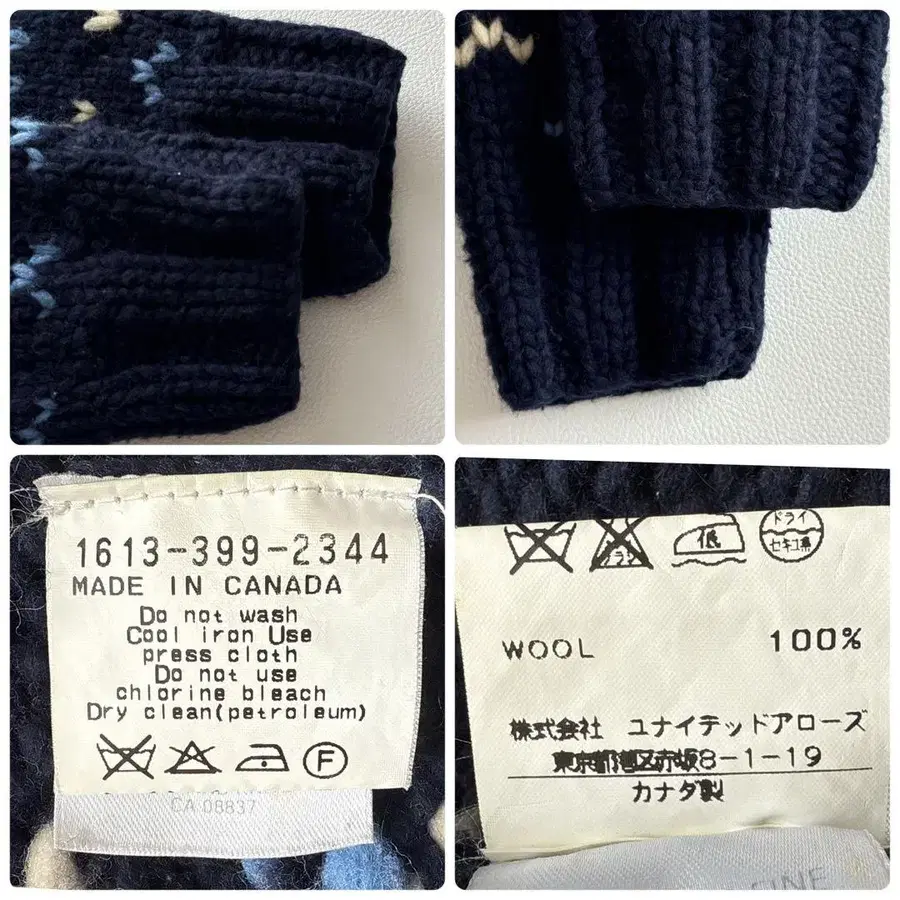 1613-399-2344
MADE IN CANADA
Do not wash
Cool iron Use
press cloth
Do not use
chlorine bleach
Dry clean(petroleum)
F
CA 08837
低
ドライ
セキユ系
WOOL 100%
株式会社 ユナイテッドアローズ
東京都港区赤坂8-1-19
カナダ製
FINE